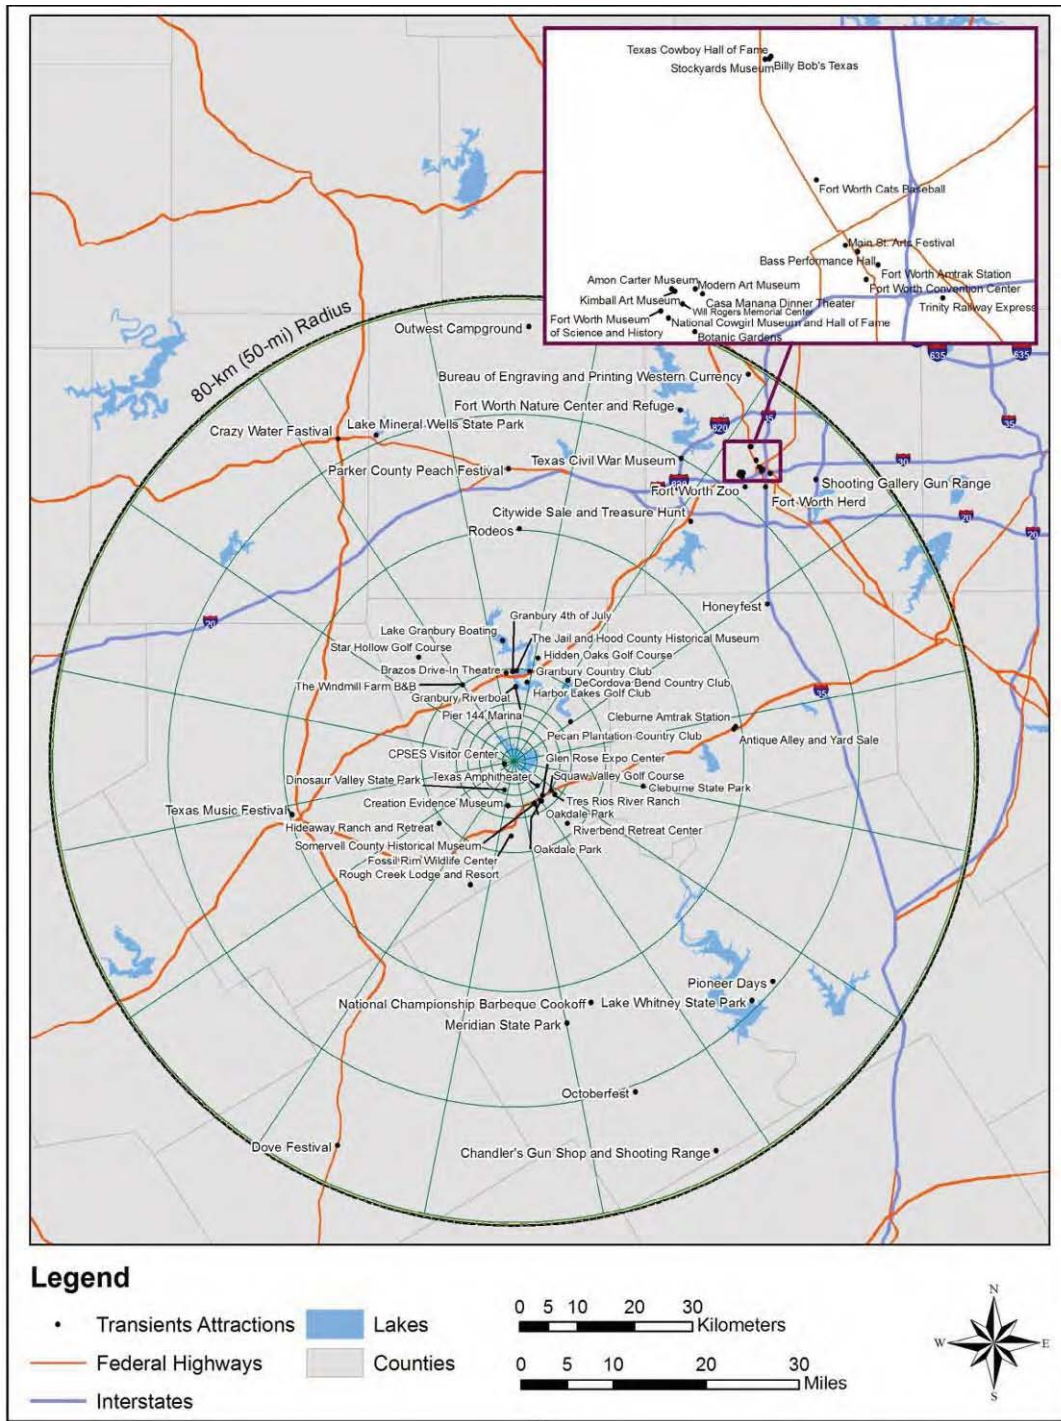 Texas Cowboy Hall of Fame
Stockyards Museum
Billy Bob's Texas
Fort Worth Cats Baseball
Main St. Arts Festival
Bass Performance Hall
Fort Worth Amtrak Station
Fort Worth Convention Center
Trinity Railway Express
Amon Carter Museum
Modern Art Museum
Kimball Art Museum
Casa Manana Dinner Theater
Will Rogers Memorial Center
Fort Worth Museum
of Science and History
National Cowgirl Museum and Hall of Fame
Botanic Gardens
80-km (50-mi) Radius
Outwest Campground
635
635
Bureau of Engraving and Printing Western Currency
Fort Worth Nature Center and Refuge
35
820
35
Crazy Water Fastival
Lake Mineral Wells State Park
Parker County Peach Festival
Texas Civil War Museum
30
820
Fort Worth Zoo
Shooting Gallery Gun Range
Fort Worth Herd
Citywide Sale and Treasure Hunt
20
20
Rodeos
Honeyfest
20
Granbury 4th of July
Lake Granbury Boating
The Jail and Hood County Historical Museum
Star Hollow Golf Course
Hidden Oaks Golf Course
Brazos Drive-In Theatre
Granbury Country Club
The Windmill Farm B&B
DeCordova Bend Country Club
Granbury Riverboat
Harbor Lakes Golf Club
35
Pier 144 Marina
Cleburne Amtrak Station
Pecan Plantation Country Club
Antique Alley and Yard Sale
CPSES Visitor Center
Glen Rose Expo Center
Dinosaur Valley State Park
Texas Amphitheater
Squaw Valley Golf Course
Cleburne State Park
Creation Evidence Museum
Tres Rios River Ranch
Texas Music Festival
Oakdale Park
Hideaway Ranch and Retreat
Riverbend Retreat Center
Somervell County Historical Museum
Oakdale Park
Fossil Rim Wildlife Center
Rough Creek Lodge and Resort
Pioneer Days
National Championship Barbeque Cookoff
Lake Whitney State Park
Meridian State Park
Octoberfest
Dove Festival
Chandler's Gun Shop and Shooting Range
Legend
Transients Attractions
Lakes
Federal Highways
Counties
Interstates
0 5 10 20 30
Kilometers
0 5 10 20 30
Miles
N
W
E
S